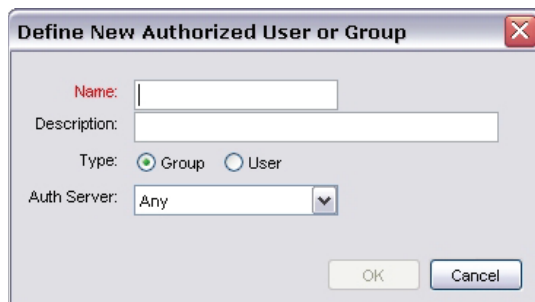 Define New Authorized User or Group
Name:
Description:
Type: Group User
Auth Server: Any
OK Cancel